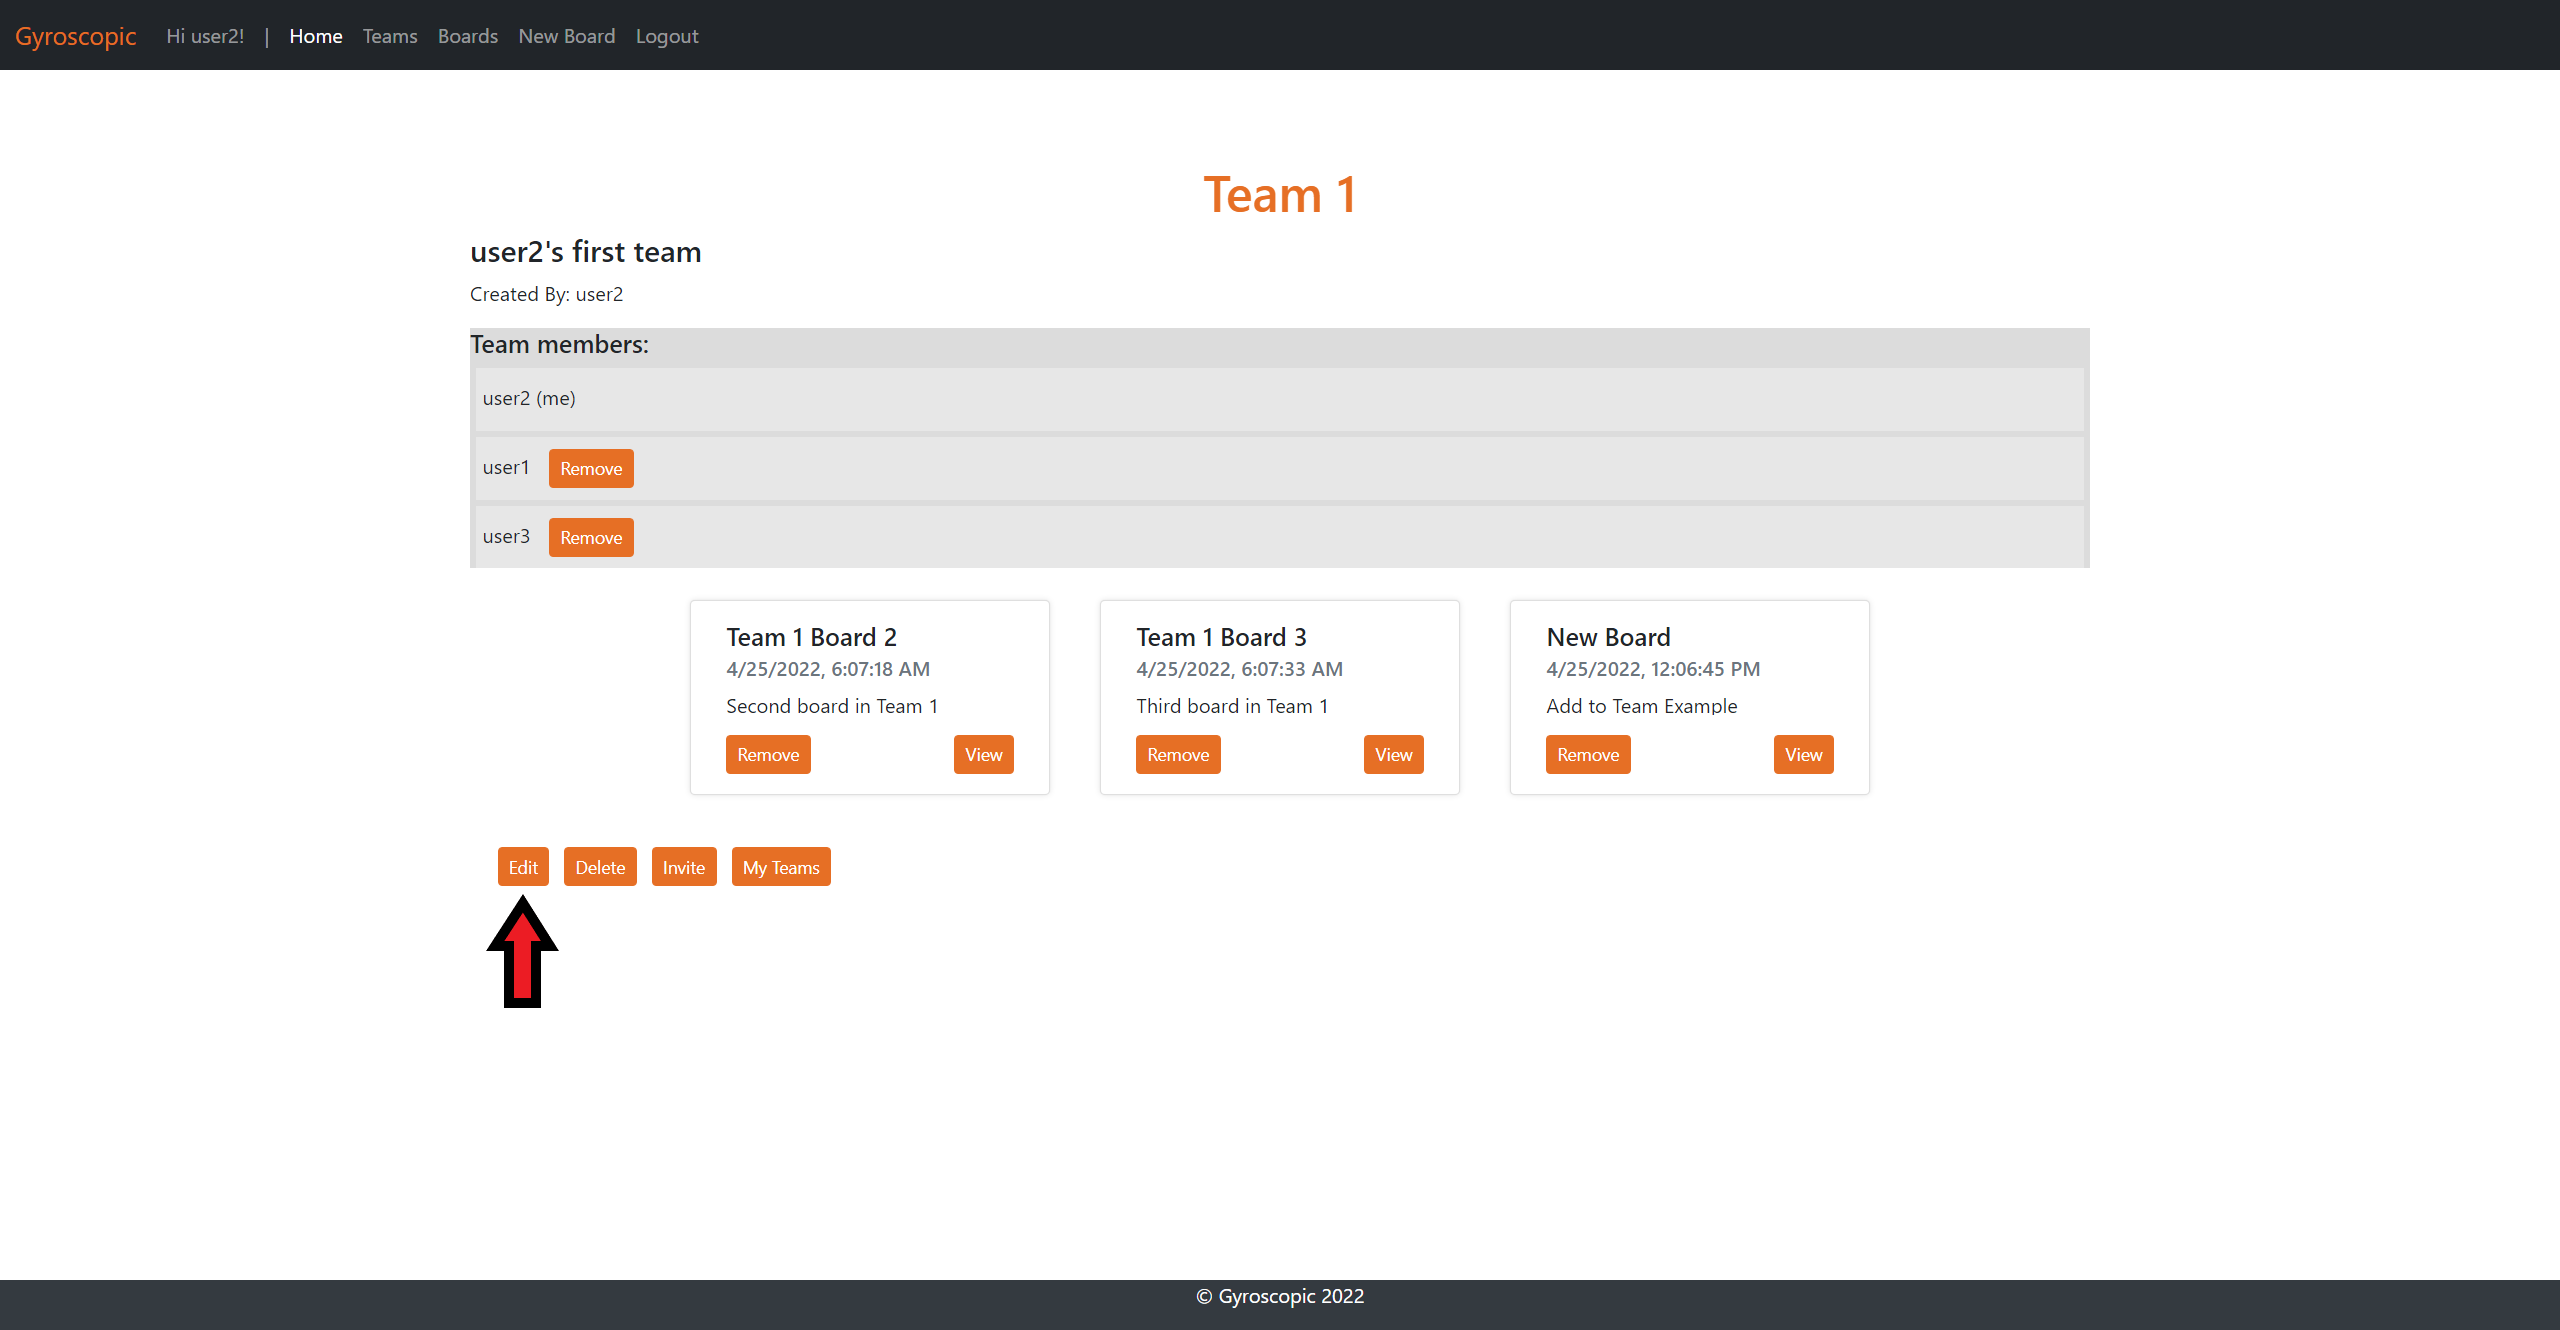 Gyroscopic Hi user2! | Home Teams Boards New Board Logout
Team 1
user2's first team
Created By: user2
Team members:
user2 (me)
user1 Remove
user3 Remove
Team 1 Board 2
4/25/2022, 6:07:18 AM
Second board in Team 1
Remove View
Team 1 Board 3
4/25/2022, 6:07:33 AM
Third board in Team 1
Remove View
New Board
4/25/2022, 12:06:45 PM
Add to Team Example
Remove View
Edit Delete Invite My Teams
© Gyroscopic 2022